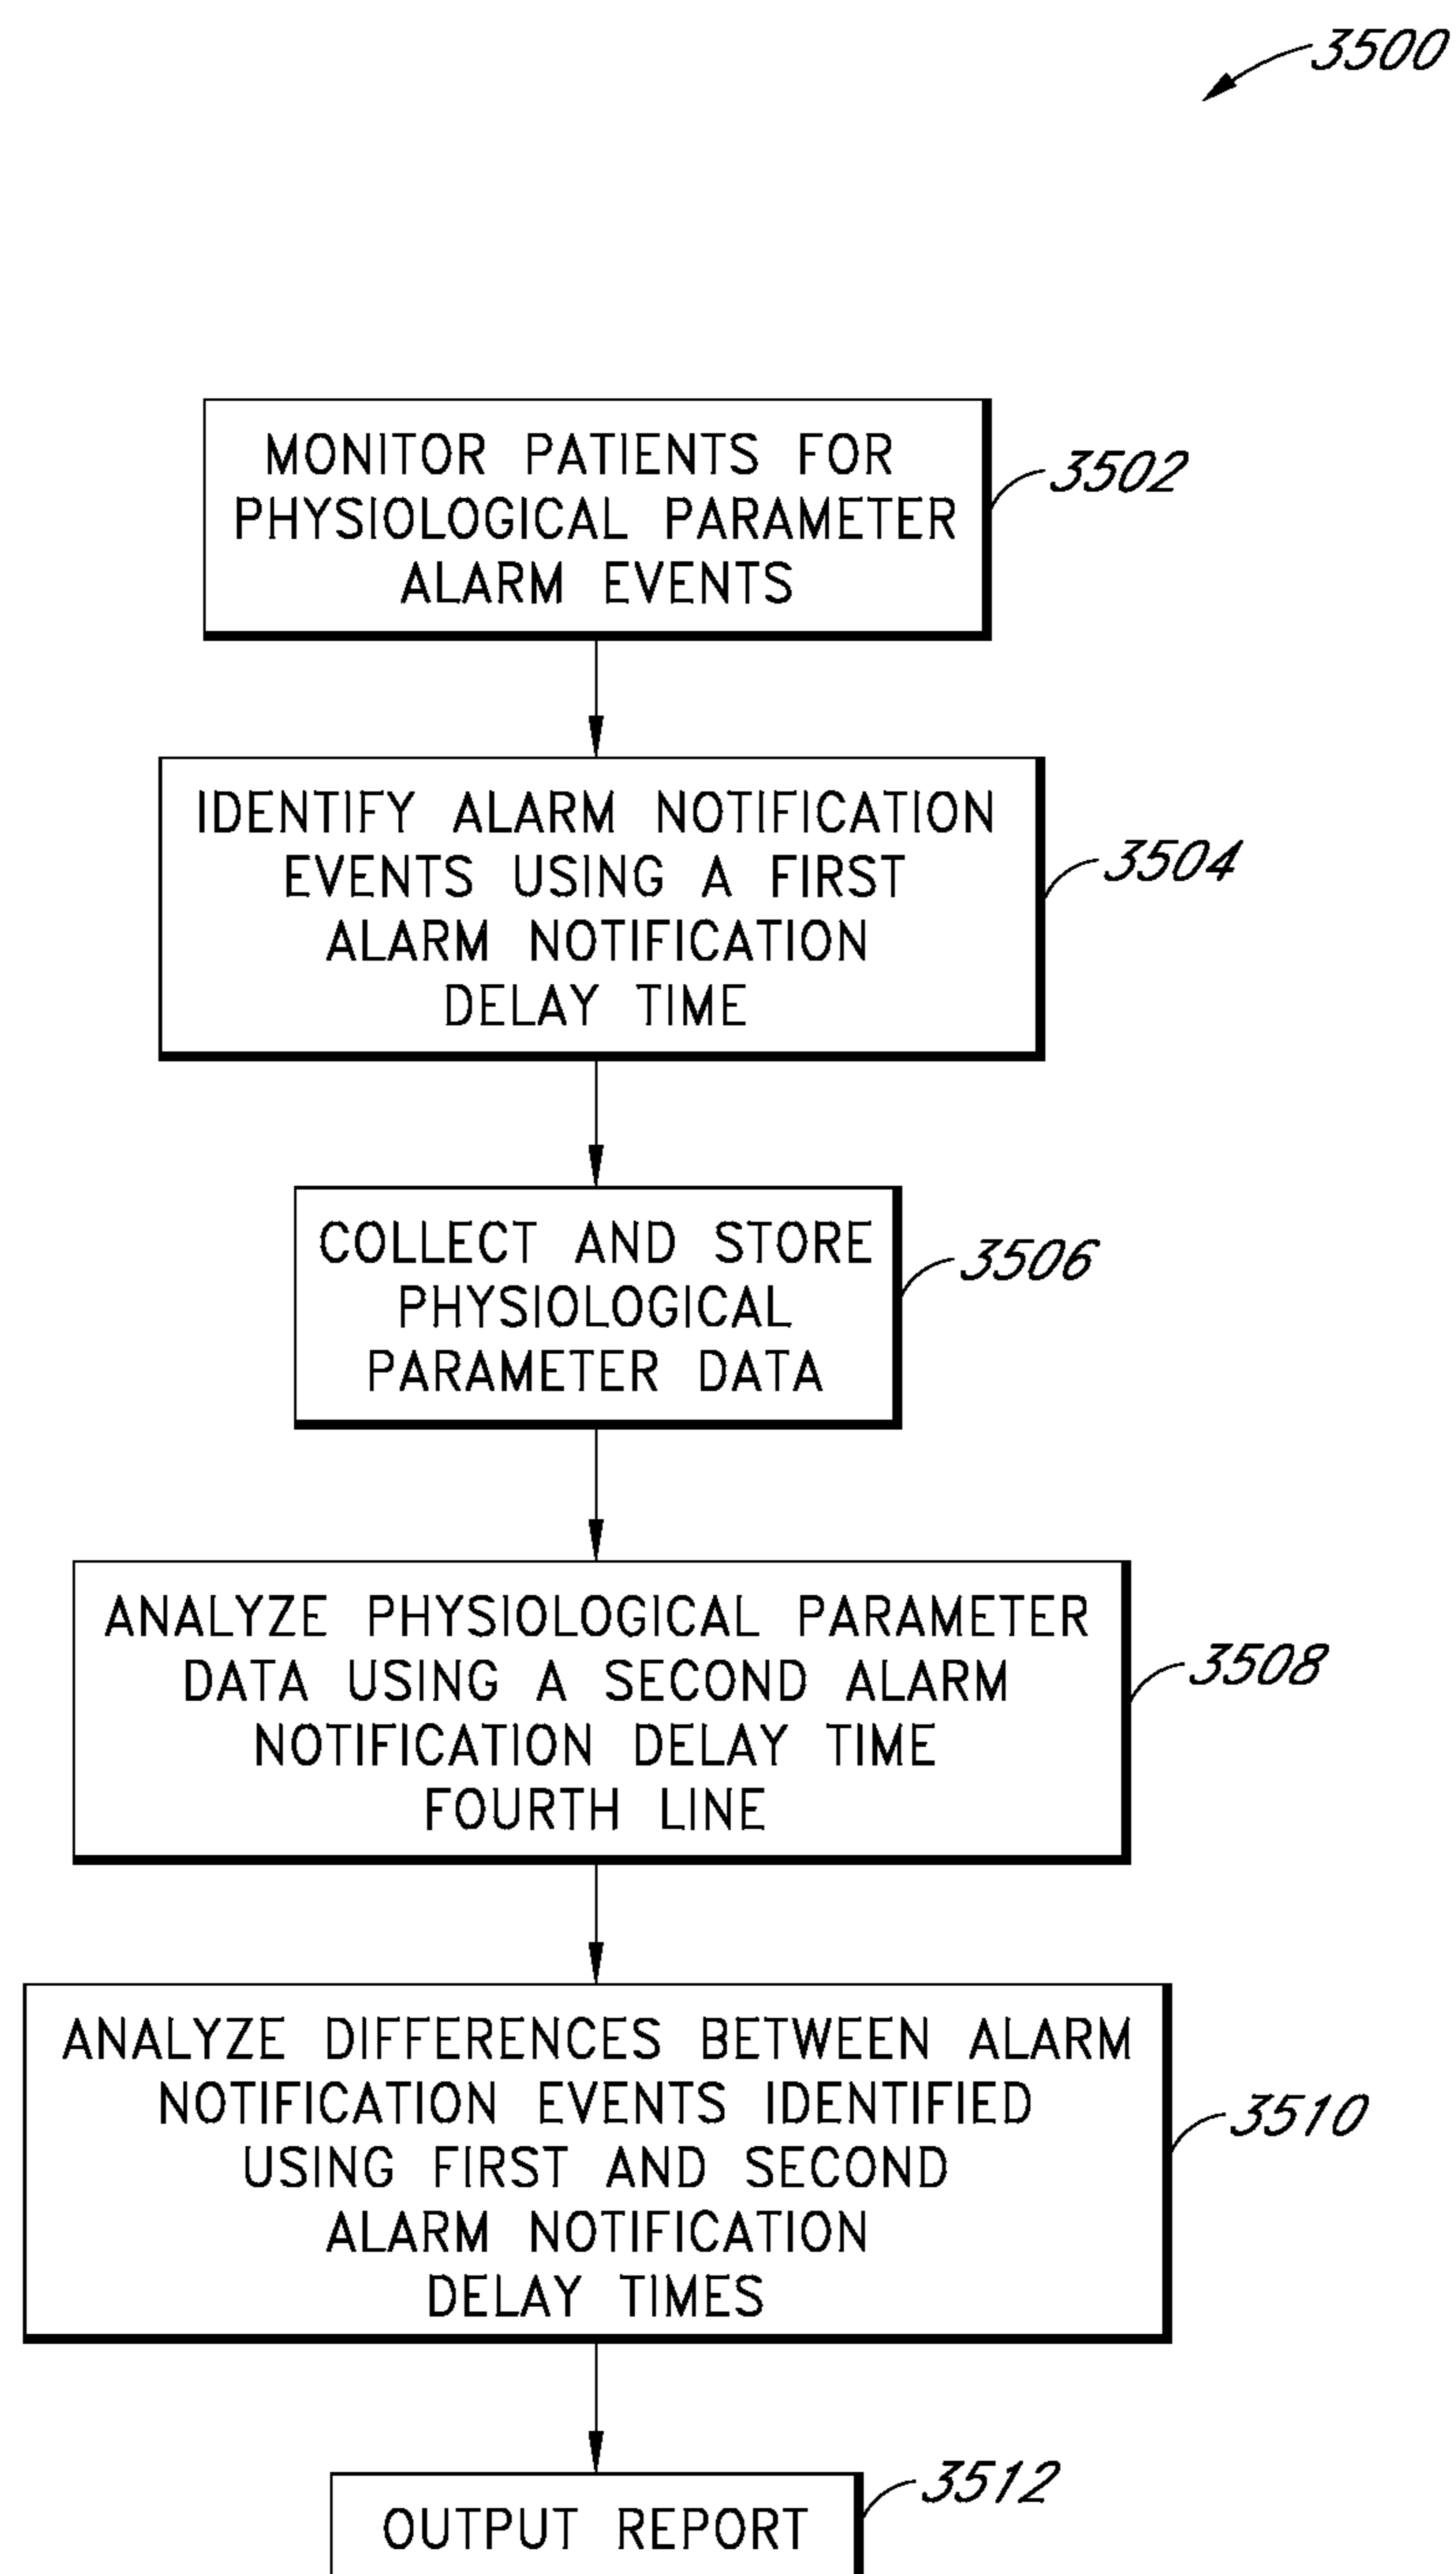 3500
MONITOR PATIENTS FOR
PHYSIOLOGICAL PARAMETER
ALARM EVENTS
3502
IDENTIFY ALARM NOTIFICATION
EVENTS USING A FIRST
ALARM NOTIFICATION
DELAY TIME
3504
COLLECT AND STORE
PHYSIOLOGICAL
PARAMETER DATA
3506
ANALYZE PHYSIOLOGICAL PARAMETER
DATA USING A SECOND ALARM
NOTIFICATION DELAY TIME
FOURTH LINE
3508
ANALYZE DIFFERENCES BETWEEN ALARM
NOTIFICATION EVENTS IDENTIFIED
USING FIRST AND SECOND
ALARM NOTIFICATION
DELAY TIMES
3510
OUTPUT REPORT
3512